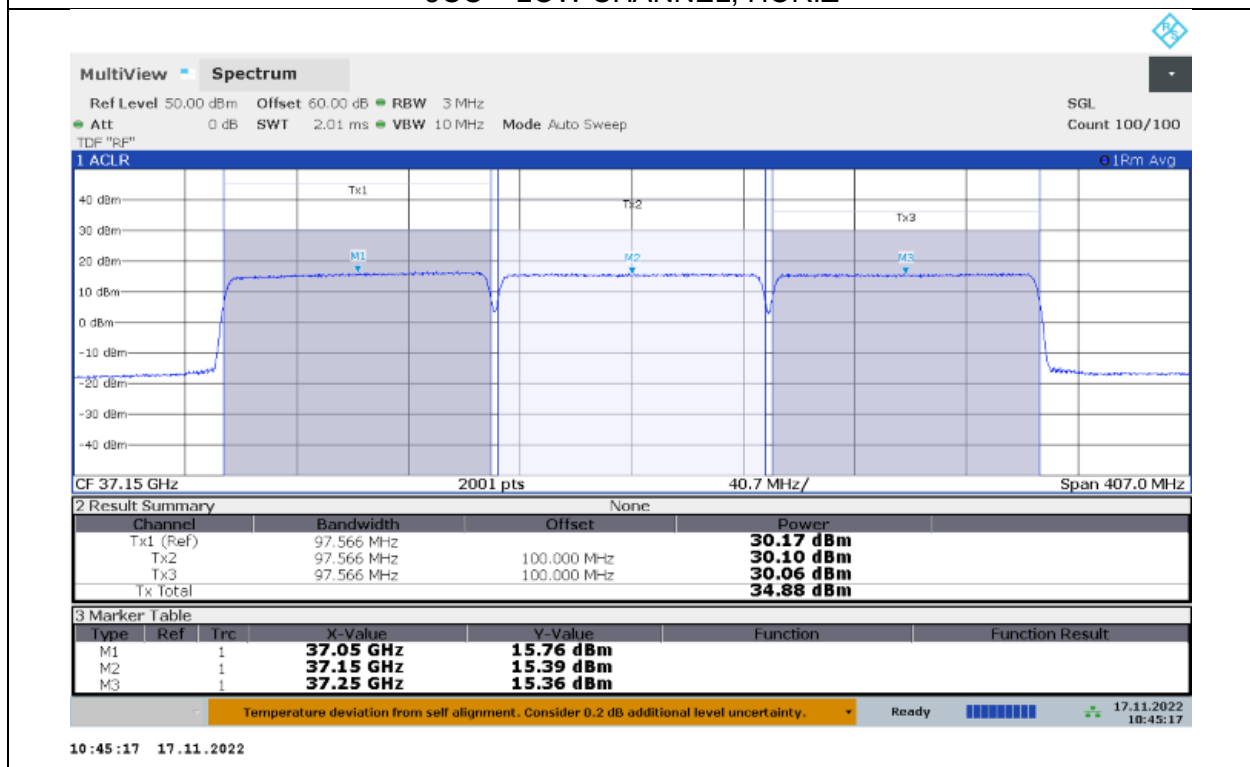 MultiView Spectrum
Ref Level 50.00 dBm Offset 60.00 dB RBW 3 MHz SGL
Att 0 dB SWT 2.01 ms VBW 10 MHz Mode Auto Sweep Count 100/100
TDF "RF"
1 ACLR 1Rm Avg
Tx1
40 dBm
Tx2
Tx3
30 dBm
M1 M2 M3
20 dBm
10 dBm
0 dBm
-10 dBm
-20 dBm
-30 dBm
-40 dBm
CF 37.15 GHz 2001 pts 40.7 MHz/ Span 407.0 MHz
2 Result Summary None
Channel Bandwidth Offset Power
Tx1 (Ref) 97.566 MHz 30.17 dBm
Tx2 97.566 MHz 100.000 MHz 30.10 dBm
Tx3 97.566 MHz 100.000 MHz 30.06 dBm
Tx Total 34.88 dBm
3 Marker Table
Type Ref Trc X-Value Y-Value Function Function Result
M1 1 37.05 GHz 15.76 dBm
M2 1 37.15 GHz 15.39 dBm
M3 1 37.25 GHz 15.36 dBm
Temperature deviation from self alignment. Consider 0.2 dB additional level uncertainty. Ready 17.11.2022
10:45:17
10:45:17 17.11.2022